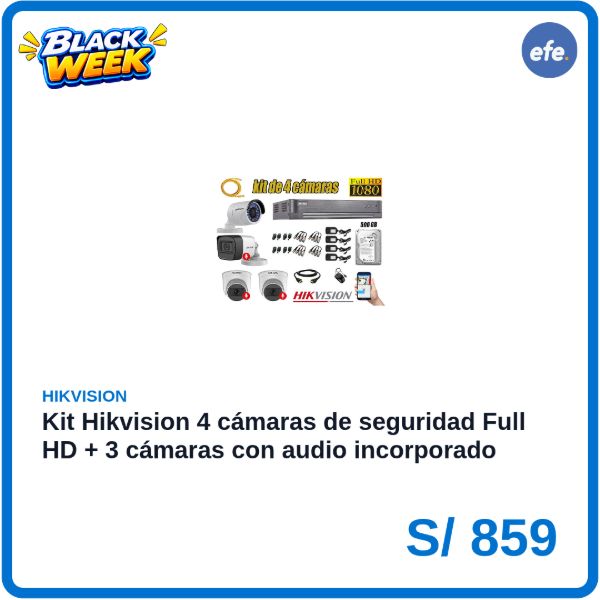 BLACK
WEEK
efe.
kit de 4 cámaras
Full HD
1080
500 GB
HIKVISION
HIKVISION
Kit Hikvision 4 cámaras de seguridad Full
HD + 3 cámaras con audio incorporado
S/ 859